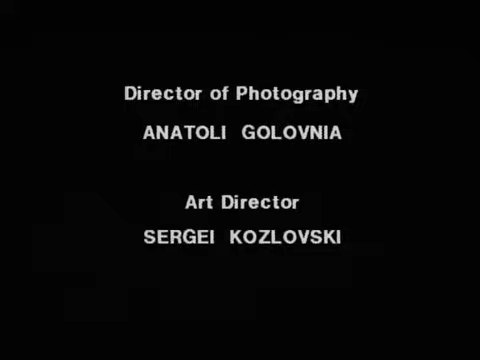 Director of Photography
ANATOLI GOLOVNIA
Art Director
SERGEI KOZLOVSKI